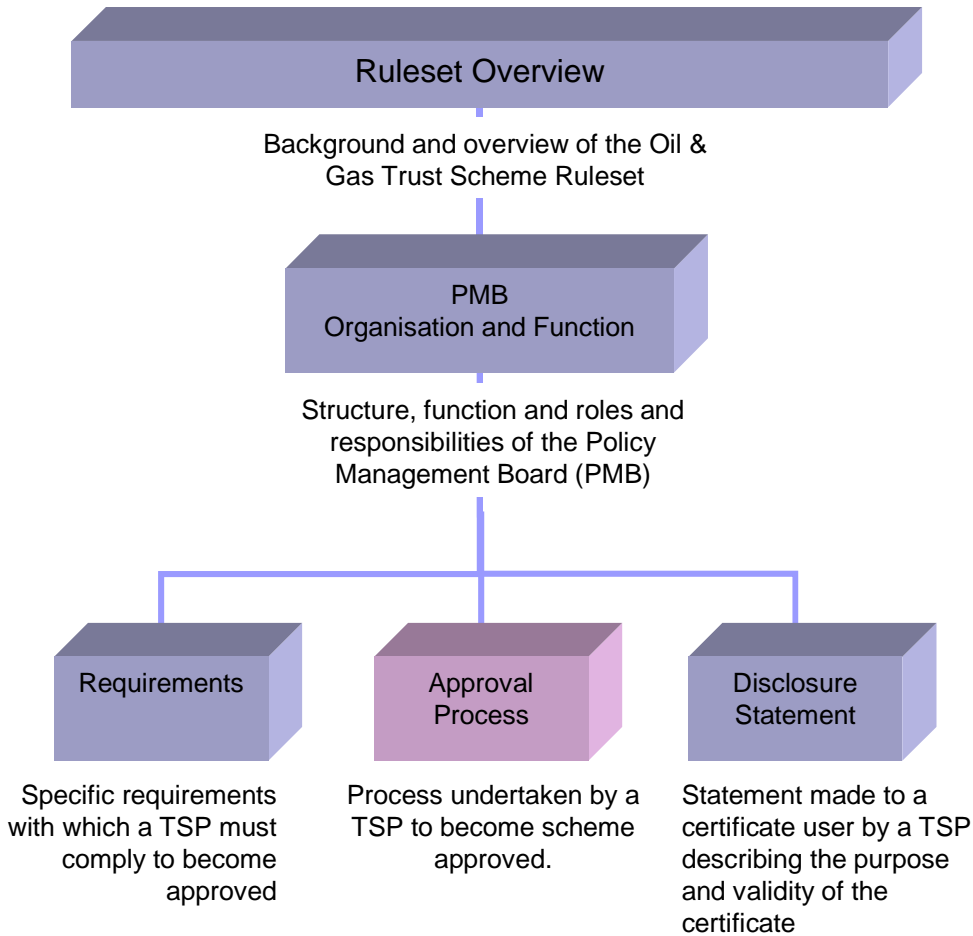 Ruleset Overview
Background and overview of the Oil &
Gas Trust Scheme Ruleset
PMB
Organisation and Function
Structure, function and roles and
responsibilities of the Policy
Management Board (PMB)
Requirements
Specific requirements
with which a TSP must
comply to become
approved
Approval
Process
Process undertaken by a
TSP to become scheme
approved.
Disclosure
Statement
Statement made to a
certificate user by a TSP
describing the purpose
and validity of the
certificate